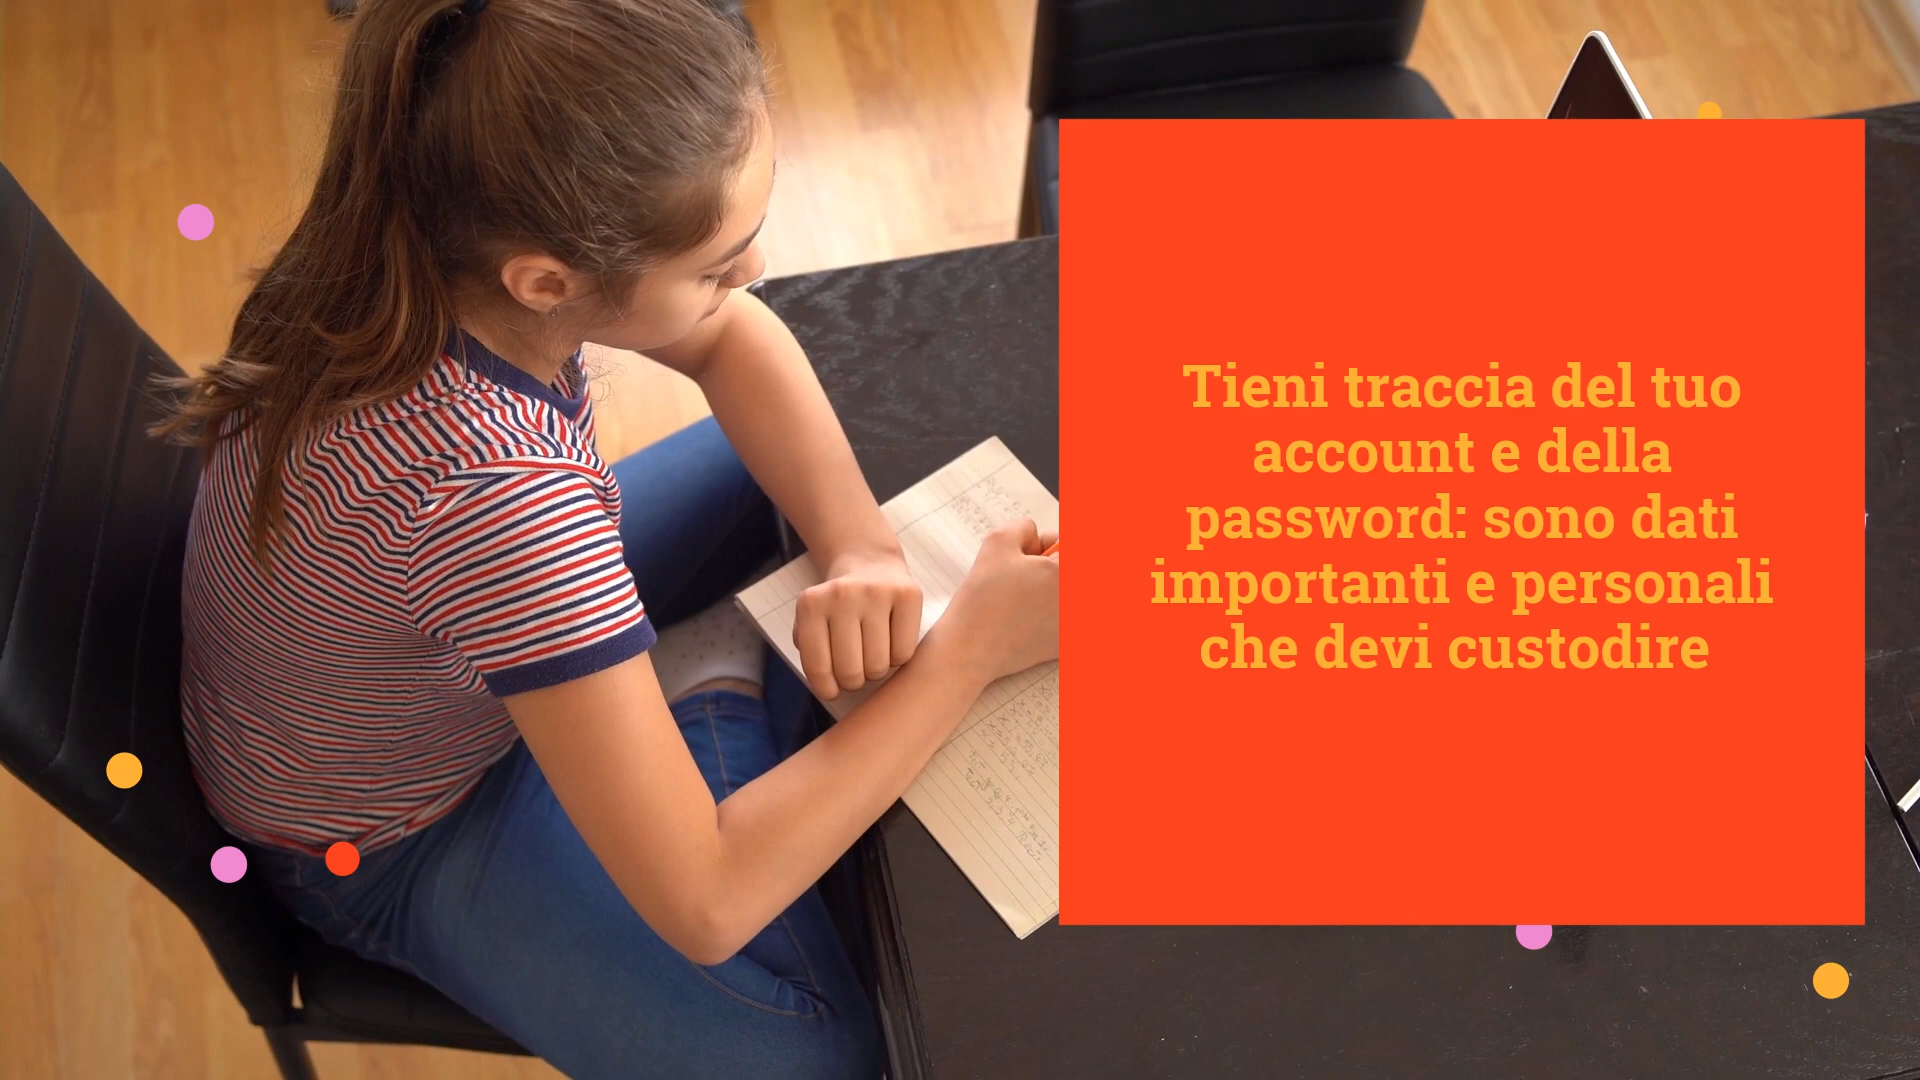 Tieni traccia del tuo
account e della
password: sono dati
importanti e personali
che devi custodire